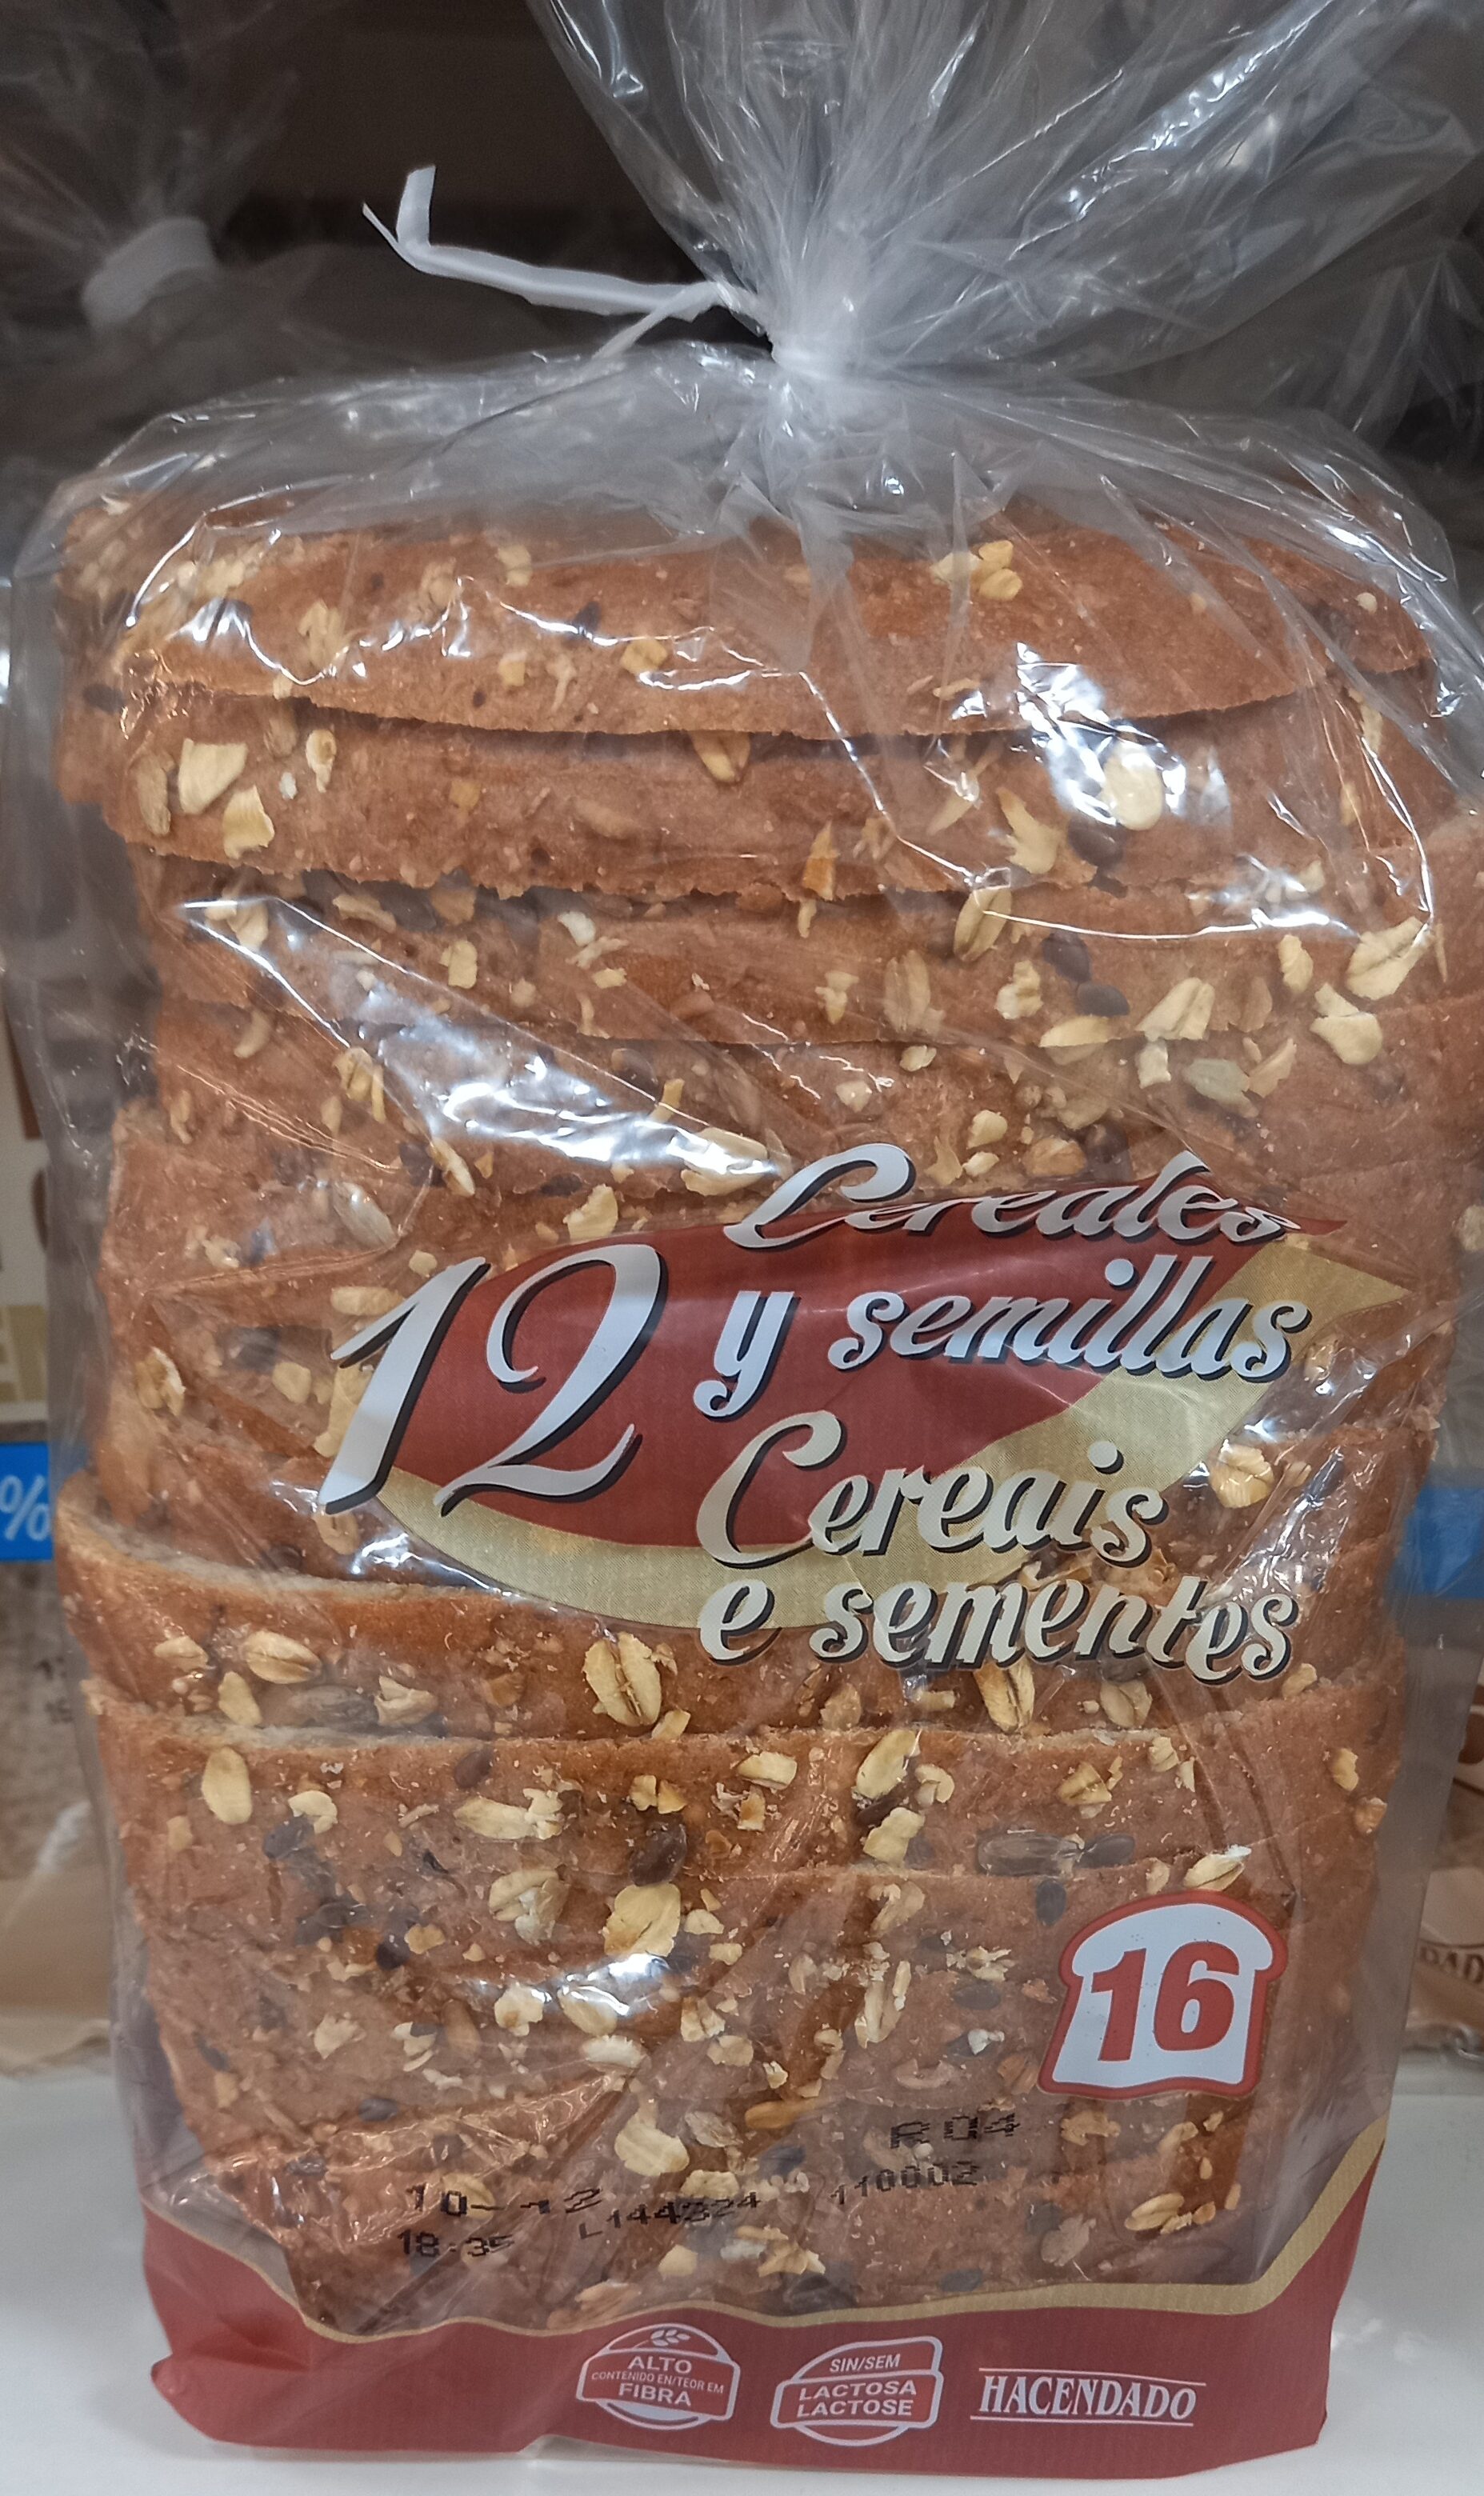 Cereales
12 y semillas
Cereais
e sementes
%
16
R 04
10-12
L144324
110002
18:35
ALTO
CONTENIDO EN/TEOR EM
FIBRA
SIN/SEM
LACTOSA
LACTOSE
HACENDADO